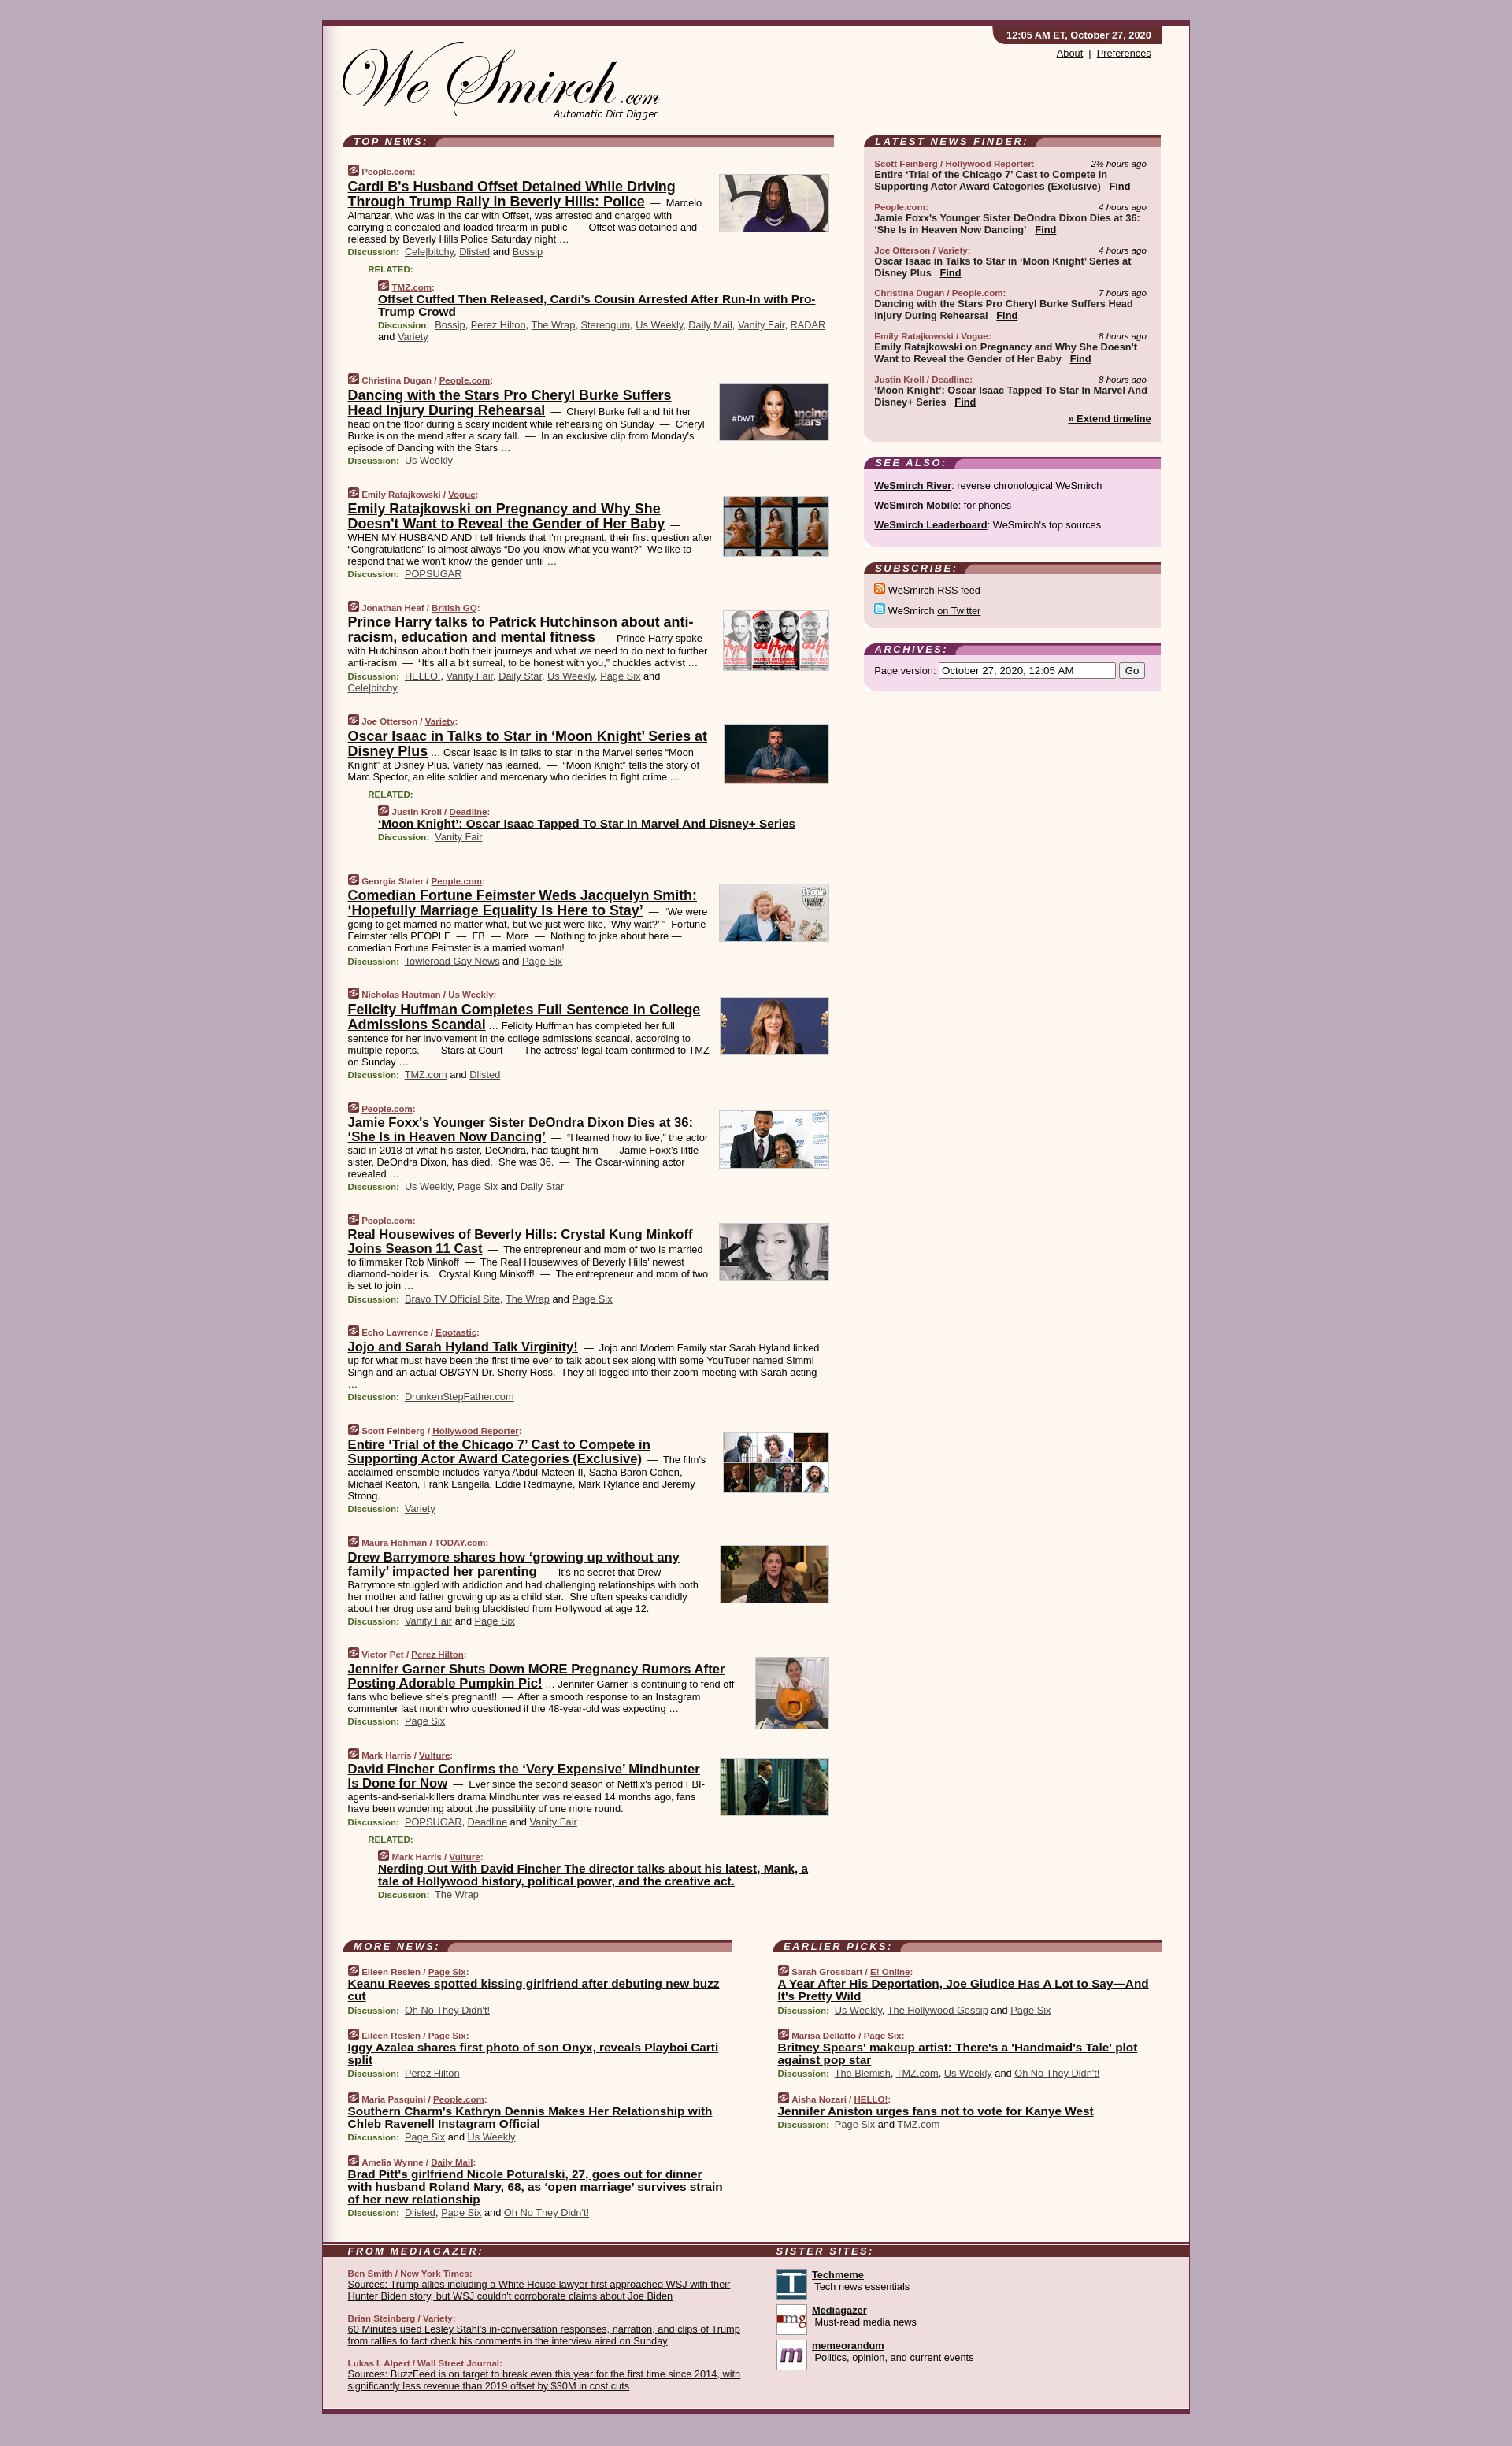 12:05 AM ET, October 27, 2020
About | Preferences
We Smirch.com
Automatic Dirt Digger
TOP NEWS:
People.com:
Cardi B's Husband Offset Detained While Driving
Through Trump Rally in Beverly Hills: Police — Marcelo
Almanzar, who was in the car with Offset, was arrested and charged with
carrying a concealed and loaded firearm in public — Offset was detained and
released by Beverly Hills Police Saturday night …
Discussion: Cele|bitchy, Dlisted and Bossip
RELATED:
TMZ.com:
Offset Cuffed Then Released, Cardi's Cousin Arrested After Run-In with Pro-
Trump Crowd
Discussion: Bossip, Perez Hilton, The Wrap, Stereogum, Us Weekly, Daily Mail, Vanity Fair, RADAR
and Variety
Christina Dugan / People.com:
Dancing with the Stars Pro Cheryl Burke Suffers
Head Injury During Rehearsal — Cheryl Burke fell and hit her
head on the floor during a scary incident while rehearsing on Sunday — Cheryl
Burke is on the mend after a scary fall. — In an exclusive clip from Monday's
episode of Dancing with the Stars …
Discussion: Us Weekly
Emily Ratajkowski / Vogue:
Emily Ratajkowski on Pregnancy and Why She
Doesn't Want to Reveal the Gender of Her Baby —
WHEN MY HUSBAND AND I tell friends that I'm pregnant, their first question after
“Congratulations” is almost always “Do you know what you want?” We like to
respond that we won't know the gender until …
Discussion: POPSUGAR
Jonathan Heaf / British GQ:
Prince Harry talks to Patrick Hutchinson about anti-
racism, education and mental fitness — Prince Harry spoke
with Hutchinson about both their journeys and what we need to do next to further
anti-racism — “It's all a bit surreal, to be honest with you,” chuckles activist …
Discussion: HELLO!, Vanity Fair, Daily Star, Us Weekly, Page Six and
Cele|bitchy
Joe Otterson / Variety:
Oscar Isaac in Talks to Star in ‘Moon Knight’ Series at
Disney Plus … Oscar Isaac is in talks to star in the Marvel series “Moon
Knight” at Disney Plus, Variety has learned. — “Moon Knight” tells the story of
Marc Spector, an elite soldier and mercenary who decides to fight crime …
RELATED:
Justin Kroll / Deadline:
‘Moon Knight’: Oscar Isaac Tapped To Star In Marvel And Disney+ Series
Discussion: Vanity Fair
Georgia Slater / People.com:
Comedian Fortune Feimster Weds Jacquelyn Smith:
‘Hopefully Marriage Equality Is Here to Stay’ — “We were
going to get married no matter what, but we just were like, ‘Why wait?’ ” Fortune
Feimster tells PEOPLE — FB — More — Nothing to joke about here —
comedian Fortune Feimster is a married woman!
Discussion: Towleroad Gay News and Page Six
Nicholas Hautman / Us Weekly:
Felicity Huffman Completes Full Sentence in College
Admissions Scandal … Felicity Huffman has completed her full
sentence for her involvement in the college admissions scandal, according to
multiple reports. — Stars at Court — The actress' legal team confirmed to TMZ
on Sunday …
Discussion: TMZ.com and Dlisted
People.com:
Jamie Foxx's Younger Sister DeOndra Dixon Dies at 36:
‘She Is in Heaven Now Dancing’ — “I learned how to live,” the actor
said in 2018 of what his sister, DeOndra, had taught him — Jamie Foxx's little
sister, DeOndra Dixon, has died. She was 36. — The Oscar-winning actor
revealed …
Discussion: Us Weekly, Page Six and Daily Star
People.com:
Real Housewives of Beverly Hills: Crystal Kung Minkoff
Joins Season 11 Cast — The entrepreneur and mom of two is married
to filmmaker Rob Minkoff — The Real Housewives of Beverly Hills' newest
diamond-holder is... Crystal Kung Minkoff! — The entrepreneur and mom of two
is set to join …
Discussion: Bravo TV Official Site, The Wrap and Page Six
Echo Lawrence / Egotastic:
Jojo and Sarah Hyland Talk Virginity! — Jojo and Modern Family star Sarah Hyland linked
up for what must have been the first time ever to talk about sex along with some YouTuber named Simmi
Singh and an actual OB/GYN Dr. Sherry Ross. They all logged into their zoom meeting with Sarah acting
…
Discussion: DrunkenStepFather.com
Scott Feinberg / Hollywood Reporter:
Entire ‘Trial of the Chicago 7’ Cast to Compete in
Supporting Actor Award Categories (Exclusive) — The film's
acclaimed ensemble includes Yahya Abdul-Mateen II, Sacha Baron Cohen,
Michael Keaton, Frank Langella, Eddie Redmayne, Mark Rylance and Jeremy
Strong.
Discussion: Variety
Maura Hohman / TODAY.com:
Drew Barrymore shares how ‘growing up without any
family’ impacted her parenting — It's no secret that Drew
Barrymore struggled with addiction and had challenging relationships with both
her mother and father growing up as a child star. She often speaks candidly
about her drug use and being blacklisted from Hollywood at age 12.
Discussion: Vanity Fair and Page Six
Victor Pet / Perez Hilton:
Jennifer Garner Shuts Down MORE Pregnancy Rumors After
Posting Adorable Pumpkin Pic! … Jennifer Garner is continuing to fend off
fans who believe she's pregnant!! — After a smooth response to an Instagram
commenter last month who questioned if the 48-year-old was expecting …
Discussion: Page Six
Mark Harris / Vulture:
David Fincher Confirms the ‘Very Expensive’ Mindhunter
Is Done for Now — Ever since the second season of Netflix's period FBI-
agents-and-serial-killers drama Mindhunter was released 14 months ago, fans
have been wondering about the possibility of one more round.
Discussion: POPSUGAR, Deadline and Vanity Fair
RELATED:
Mark Harris / Vulture:
Nerding Out With David Fincher The director talks about his latest, Mank, a
tale of Hollywood history, political power, and the creative act.
Discussion: The Wrap
LATEST NEWS FINDER:
Scott Feinberg / Hollywood Reporter: 2½ hours ago
Entire ‘Trial of the Chicago 7’ Cast to Compete in
Supporting Actor Award Categories (Exclusive) Find
People.com: 4 hours ago
Jamie Foxx's Younger Sister DeOndra Dixon Dies at 36:
‘She Is in Heaven Now Dancing’ Find
Joe Otterson / Variety: 4 hours ago
Oscar Isaac in Talks to Star in ‘Moon Knight’ Series at
Disney Plus Find
Christina Dugan / People.com: 7 hours ago
Dancing with the Stars Pro Cheryl Burke Suffers Head
Injury During Rehearsal Find
Emily Ratajkowski / Vogue: 8 hours ago
Emily Ratajkowski on Pregnancy and Why She Doesn't
Want to Reveal the Gender of Her Baby Find
Justin Kroll / Deadline: 8 hours ago
‘Moon Knight’: Oscar Isaac Tapped To Star In Marvel And
Disney+ Series Find
» Extend timeline
SEE ALSO:
WeSmirch River: reverse chronological WeSmirch
WeSmirch Mobile: for phones
WeSmirch Leaderboard: WeSmirch's top sources
SUBSCRIBE:
WeSmirch RSS feed
WeSmirch on Twitter
ARCHIVES:
Page version: October 27, 2020, 12:05 AM Go
MORE NEWS:
Eileen Reslen / Page Six:
Keanu Reeves spotted kissing girlfriend after debuting new buzz
cut
Discussion: Oh No They Didn't!
Eileen Reslen / Page Six:
Iggy Azalea shares first photo of son Onyx, reveals Playboi Carti
split
Discussion: Perez Hilton
Maria Pasquini / People.com:
Southern Charm's Kathryn Dennis Makes Her Relationship with
Chleb Ravenell Instagram Official
Discussion: Page Six and Us Weekly
Amelia Wynne / Daily Mail:
Brad Pitt's girlfriend Nicole Poturalski, 27, goes out for dinner
with husband Roland Mary, 68, as ‘open marriage’ survives strain
of her new relationship
Discussion: Dlisted, Page Six and Oh No They Didn't!
EARLIER PICKS:
Sarah Grossbart / E! Online:
A Year After His Deportation, Joe Giudice Has A Lot to Say—And
It's Pretty Wild
Discussion: Us Weekly, The Hollywood Gossip and Page Six
Marisa Dellatto / Page Six:
Britney Spears' makeup artist: There's a 'Handmaid's Tale' plot
against pop star
Discussion: The Blemish, TMZ.com, Us Weekly and Oh No They Didn't!
Aisha Nozari / HELLO!:
Jennifer Aniston urges fans not to vote for Kanye West
Discussion: Page Six and TMZ.com
FROM MEDIAGAZER:
Ben Smith / New York Times:
Sources: Trump allies including a White House lawyer first approached WSJ with their
Hunter Biden story, but WSJ couldn't corroborate claims about Joe Biden
Brian Steinberg / Variety:
60 Minutes used Lesley Stahl's in-conversation responses, narration, and clips of Trump
from rallies to fact check his comments in the interview aired on Sunday
Lukas I. Alpert / Wall Street Journal:
Sources: BuzzFeed is on target to break even this year for the first time since 2014, with
significantly less revenue than 2019 offset by $30M in cost cuts
SISTER SITES:
Techmeme
Tech news essentials
mg
Mediagazer
Must-read media news
m
memeorandum
Politics, opinion, and current events